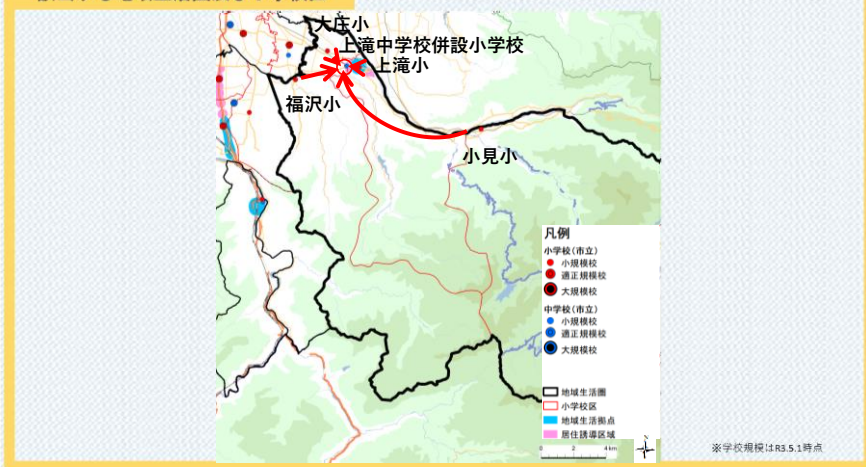 大庄小
上滝中学校併設小学校
上滝小
福沢小
小見小
凡例
小学校(市立)
小規模校
適正規模校
大規模校
中学校(市立)
小規模校
適正規模校
大規模校
地域生活圏
小学校区
地域生活拠点
居住誘導区域
0 2 4km
※学校規模はR3.5.1時点